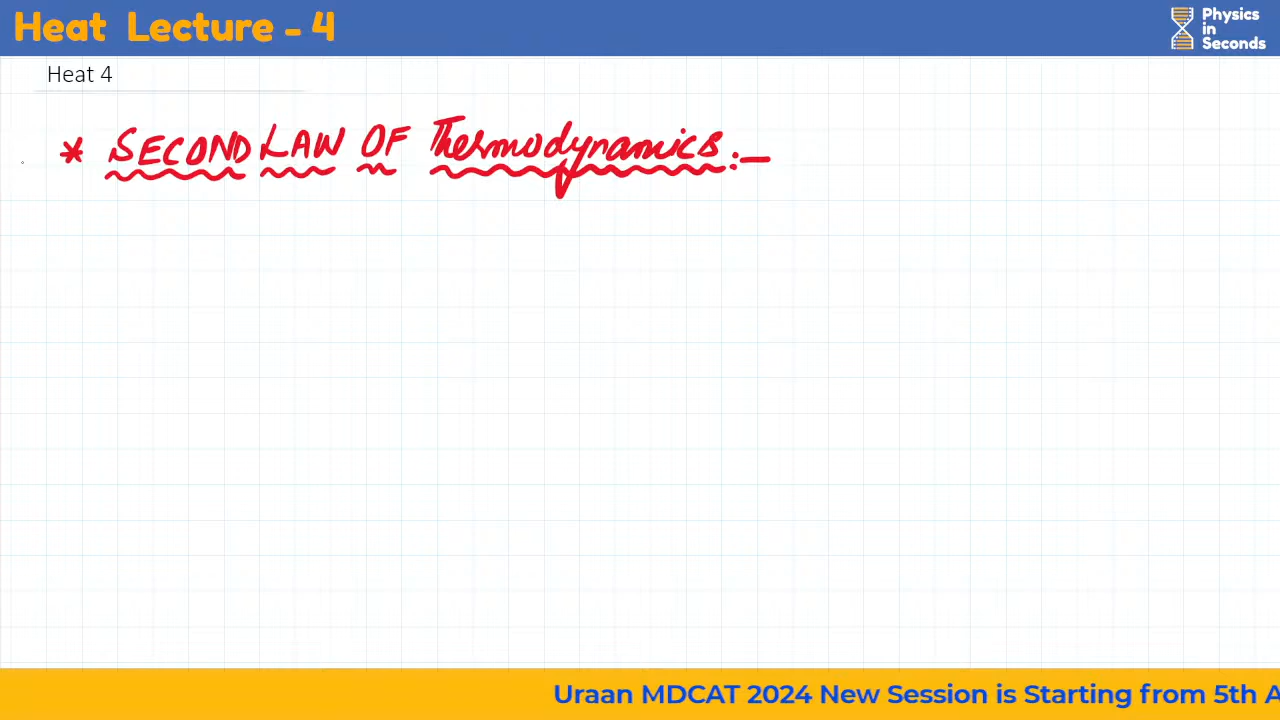 Heat Lecture - 4
Physics
in
Seconds
Heat 4
* SECOND LAW OF Thermodynamics :-
Uraan MDCAT 2024 New Session is Starting from 5th A